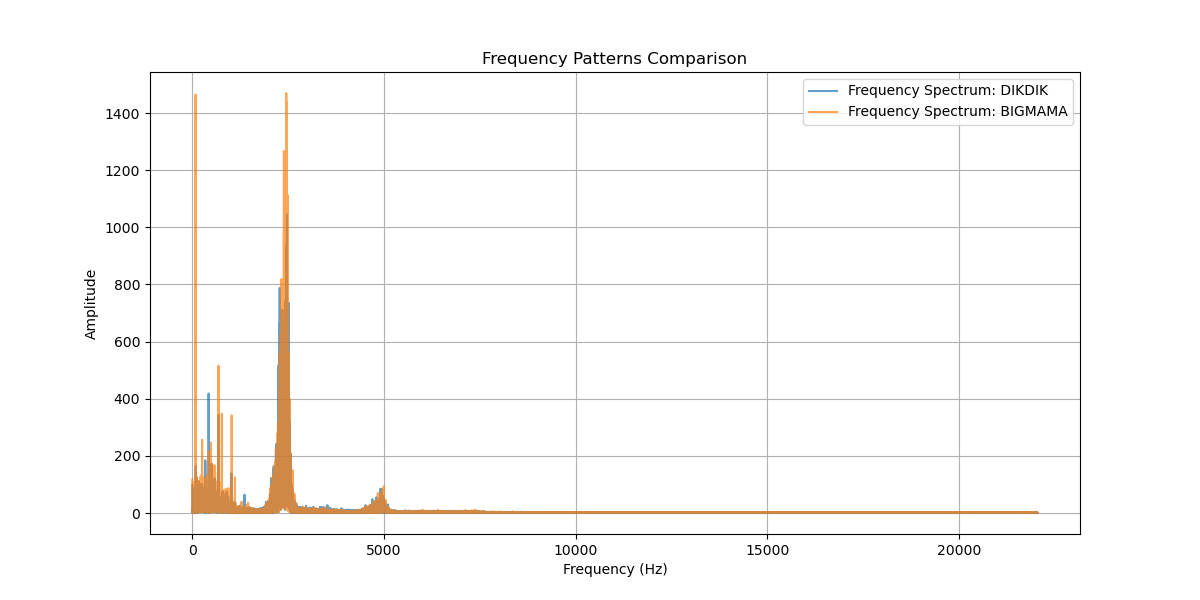 Frequency Patterns Comparison
Frequency Spectrum: DIKDIK
Frequency Spectrum: BIGMAMA
1400
1200
1000
800
600
400
200
0
Amplitude
0 5000 10000 15000 20000
Frequency (Hz)